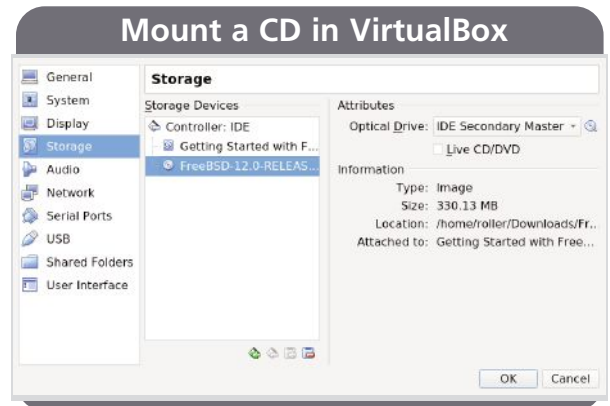 Mount a CD in VirtualBox
General
System
Display
Storage
Audio
Network
Serial Ports
USB
Shared Folders
User Interface
Storage
Storage Devices
Controller: IDE
Getting Started with F...
FreeBSD-12.0-RELEAS...
Attributes
Optical Drive: IDE Secondary Master
Live CD/DVD
Information
Type: Image
Size: 330.13 MB
Location: /home/roller/Downloads/Fr...
Attached to: Getting Started with Free...
OK Cancel